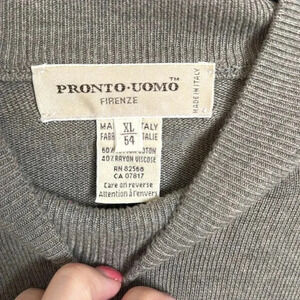 PRONTO·UOMO™
FIRENZE
MADE IN ITALY
XL
54
60% COTTON
40% RAYON VISCOSE
RN 82568
CA 07817
Care on reverse
Attention à l'envers